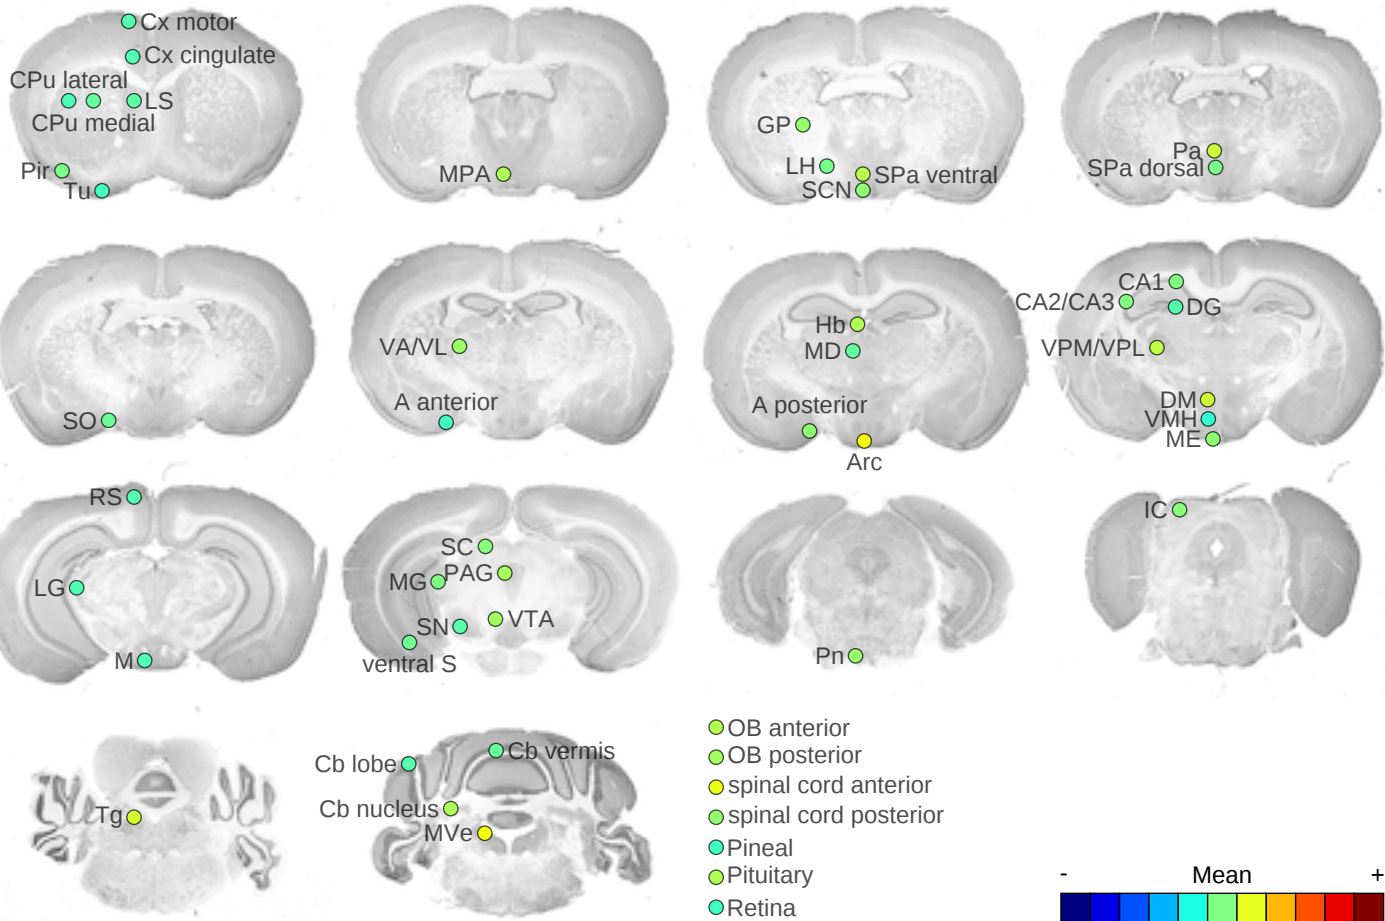 Cx motor
Cx cingulate
CPu lateral
LS
CPu medial
Pir
Tu
MPA
GP
LH
SPa ventral
SCN
Pa
SPa dorsal
SO
VA/VL
A anterior
Hb
MD
A posterior
Arc
CA1
CA2/CA3
DG
VPM/VPL
DM
VMH
ME
RS
LG
M
SC
PAG
MG
VTA
SN
ventral S
Pn
IC
Tg
Cb vermis
Cb lobe
Cb nucleus
MVe
OB anterior
OB posterior
spinal cord anterior
spinal cord posterior
Pineal
Pituitary
Retina
- Mean +